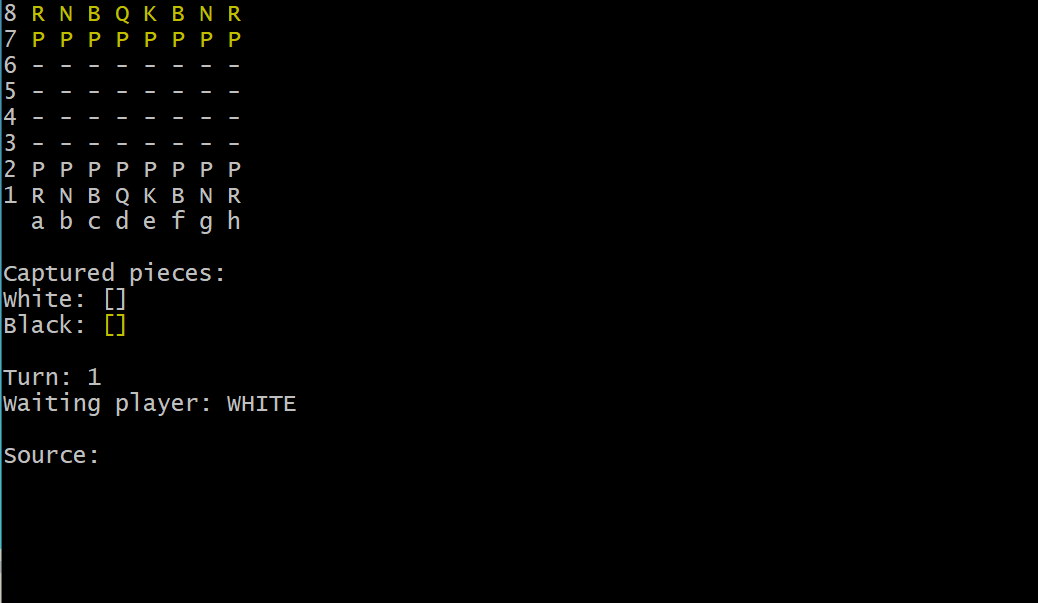 8 R N B Q K B N R
7 P P P P P P P P
6 - - - - - - - -
5 - - - - - - - -
4 - - - - - - - -
3 - - - - - - - -
2 P P P P P P P P
1 R N B Q K B N R
  a b c d e f g h
Captured pieces:
White: []
Black: []
Turn: 1
Waiting player: WHITE
Source: